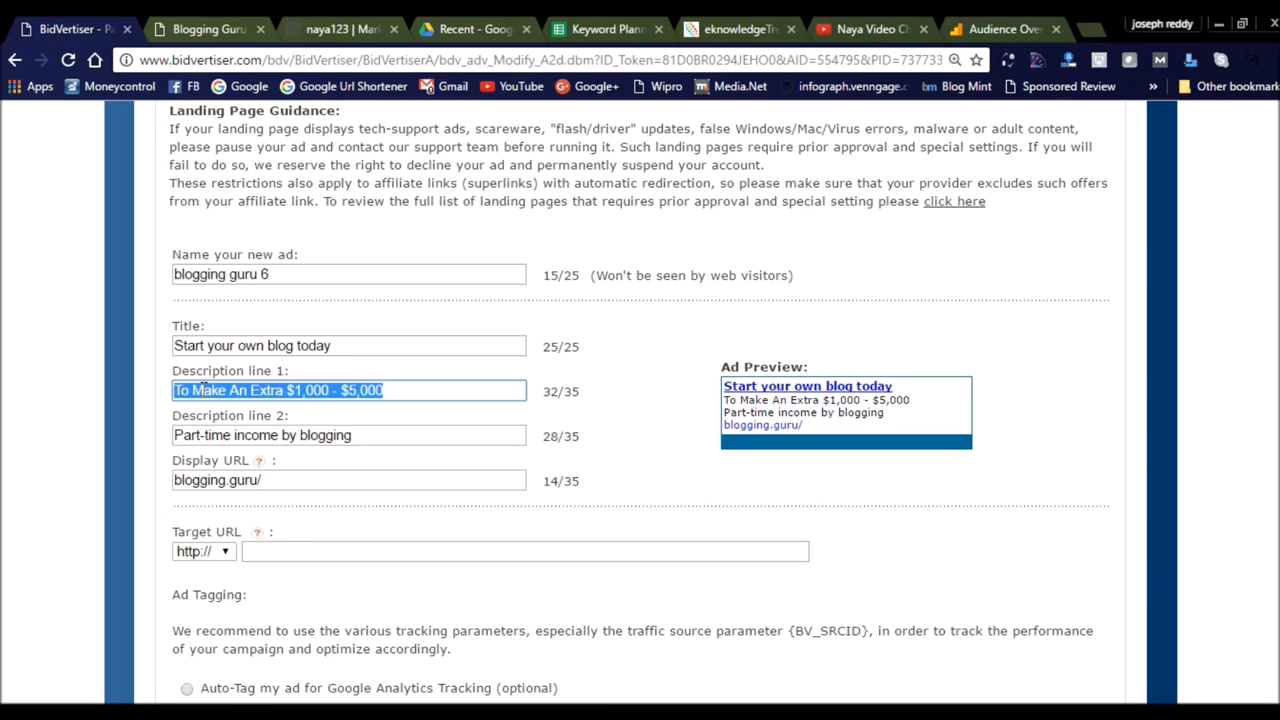 BidVertiser - Pa
Blogging Guru
naya123 | Mark
Recent - Goog
Keyword Plann
eknowledgeTre
Naya Video Ch
Audience Ove
joseph reddy
www.bidvertiser.com/bdv/BidVertiser/BidVertiserA/bdv_adv_Modify_A2d.dbm?ID_Token=81D0BR0294JEHO0&AID=554795&PID=737733
Apps Moneycontrol FB Google Google Url Shortener Gmail YouTube Google+ Wipro Media.Net infograph.venngage.c Blog Mint Sponsored Review » Other bookmark
Landing Page Guidance:
If your landing page displays tech-support ads, scareware, "flash/driver" updates, false Windows/Mac/Virus errors, malware or adult content,
please pause your ad and contact our support team before running it. Such landing pages require prior approval and special settings. If you will
fail to do so, we reserve the right to decline your ad and permanently suspend your account.
These restrictions also apply to affiliate links (superlinks) with automatic redirection, so please make sure that your provider excludes such offers
from your affiliate link. To review the full list of landing pages that requires prior approval and special setting please click here
Name your new ad:
blogging guru 6 15/25 (Won't be seen by web visitors)
Title:
Start your own blog today 25/25
Description line 1:
To Make An Extra $1,000 - $5,000 32/35
Description line 2:
Part-time income by blogging 28/35
Display URL ? :
blogging.guru/ 14/35
Ad Preview:
Start your own blog today
To Make An Extra $1,000 - $5,000
Part-time income by blogging
blogging.guru/
Target URL ? :
http://
Ad Tagging:
We recommend to use the various tracking parameters, especially the traffic source parameter {BV_SRCID}, in order to track the performance
of your campaign and optimize accordingly.
Auto-Tag my ad for Google Analytics Tracking (optional)